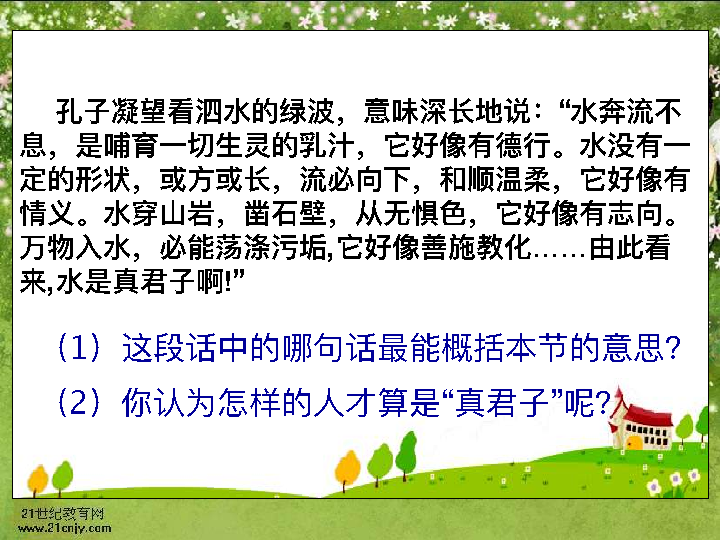 孔子凝望看泗水的绿波，意味深长地说：“水奔流不
息，是哺育一切生灵的乳汁，它好像有德行。水没有一
定的形状，或方或长，流必向下，和顺温柔，它好像有
情义。水穿山岩，凿石壁，从无惧色，它好像有志向。
万物入水，必能荡涤污垢,它好像善施教化……由此看
来,水是真君子啊!”
（1）这段话中的哪句话最能概括本节的意思？
（2）你认为怎样的人才算是“真君子”呢？
21世纪教育网
www.21cnjy.com